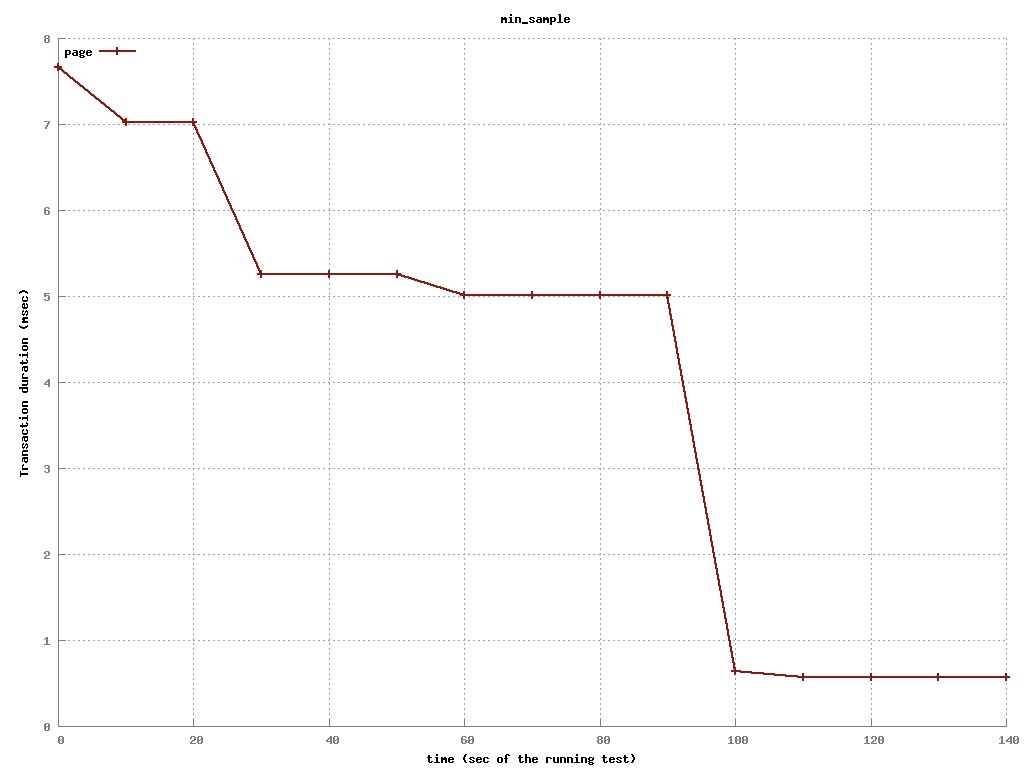 min_sample
page
8
7
6
5
4
3
2
1
0
Transaction duration (msec)
0 20 40 60 80 100 120 140
time (sec of the running test)